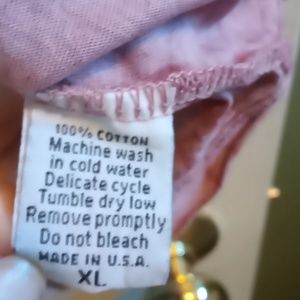 100% COTTON
Machine wash
in cold water
Delicate cycle
Tumble dry low
Remove promptly
Do not bleach
MADE IN U.S.A.
XL